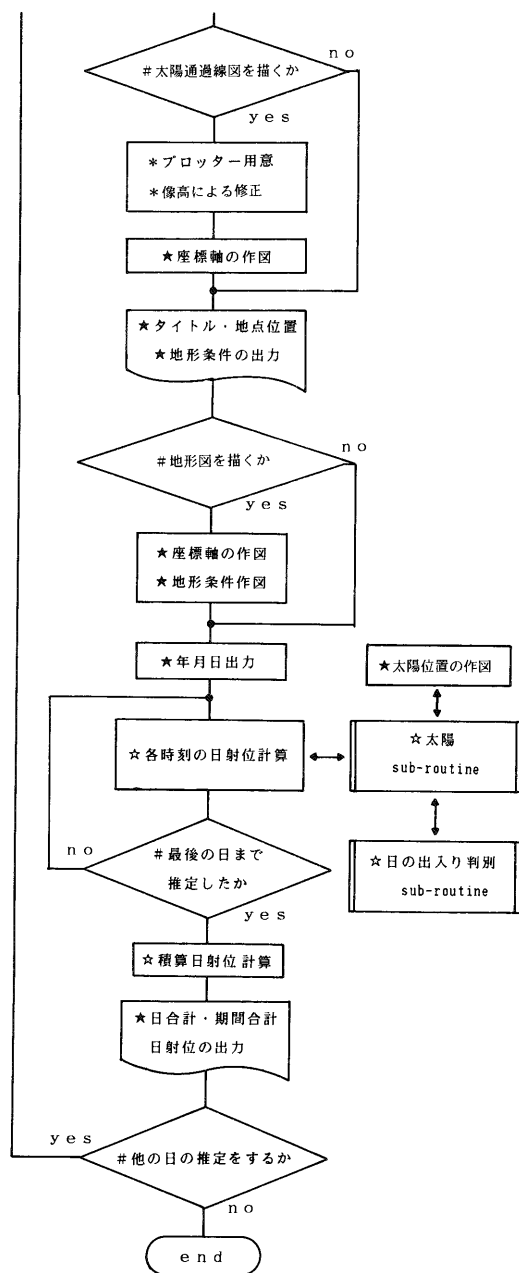 no
#太陽通過線図を描くか
yes
*プロッター用意
*像高による修正
★座標軸の作図
★タイトル・地点位置
★地形条件の出力
no
#地形図を描くか
yes
★座標軸の作図
★地形条件作図
★年月日出力
★太陽位置の作図
☆各時刻の日射位計算
☆太陽
sub-routine
no
#最後の日まで
推定したか
☆日の出入り判別
sub-routine
yes
☆積算日射位計算
★日合計・期間合計
日射位の出力
yes
#他の日の推定をするか
no
end